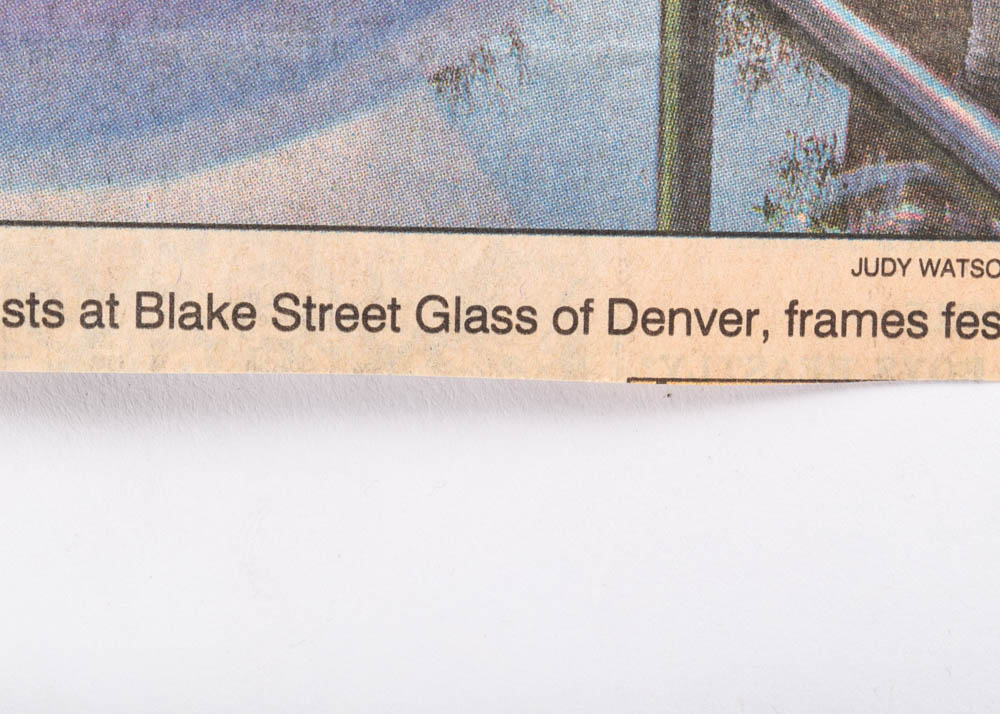 JUDY WATSO
sts at Blake Street Glass of Denver, frames fes